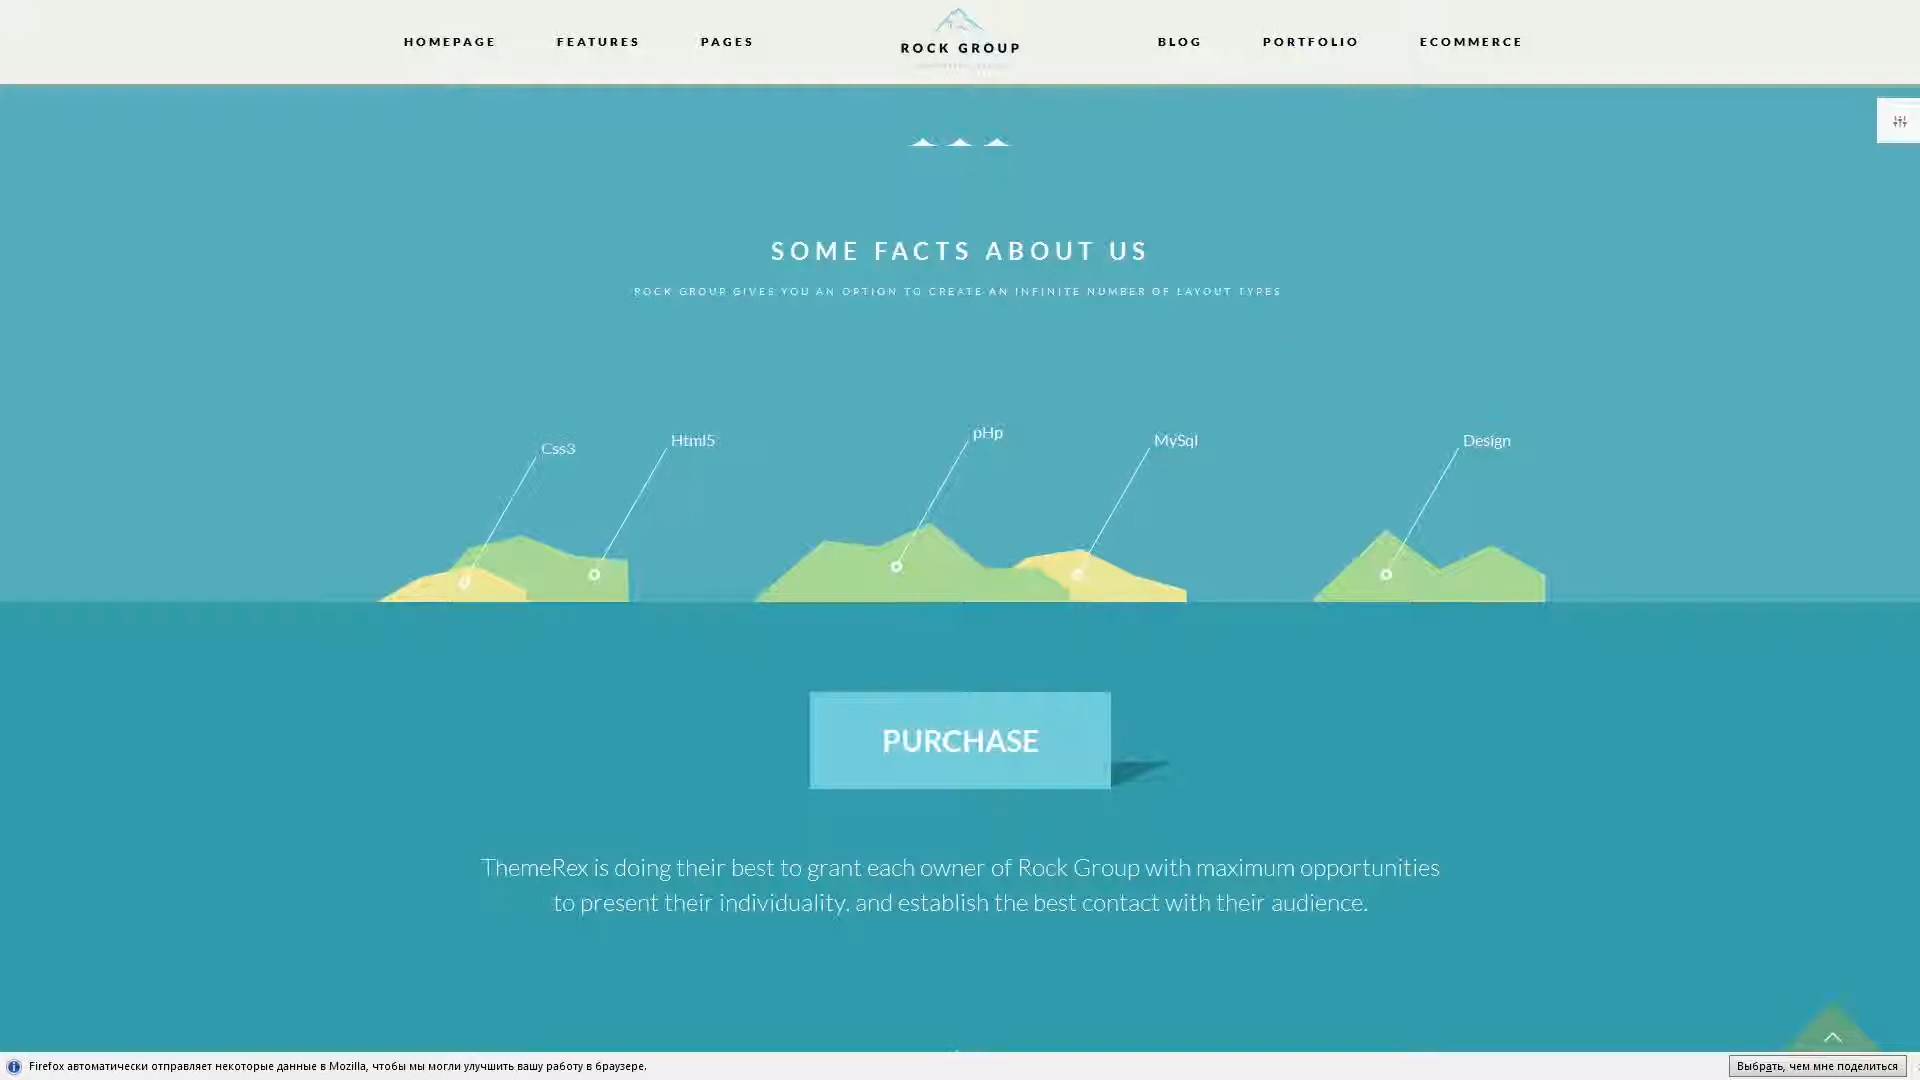 HOMEPAGE FEATURES PAGES ROCK GROUP BLOG PORTFOLIO ECOMMERCE
SOME FACTS ABOUT US
ROCK GROUP GIVES YOU AN OPTION TO CREATE AN INFINITE NUMBER OF LAYOUT TYPES
Css3 Html5 pHp MySql Design
PURCHASE
ThemeRex is doing their best to grant each owner of Rock Group with maximum opportunities
to present their individuality, and establish the best contact with their audience.
Firefox автоматически отправляет некоторые данные в Mozilla, чтобы мы могли улучшить вашу работу в браузере. Выбрать, чем мне поделиться